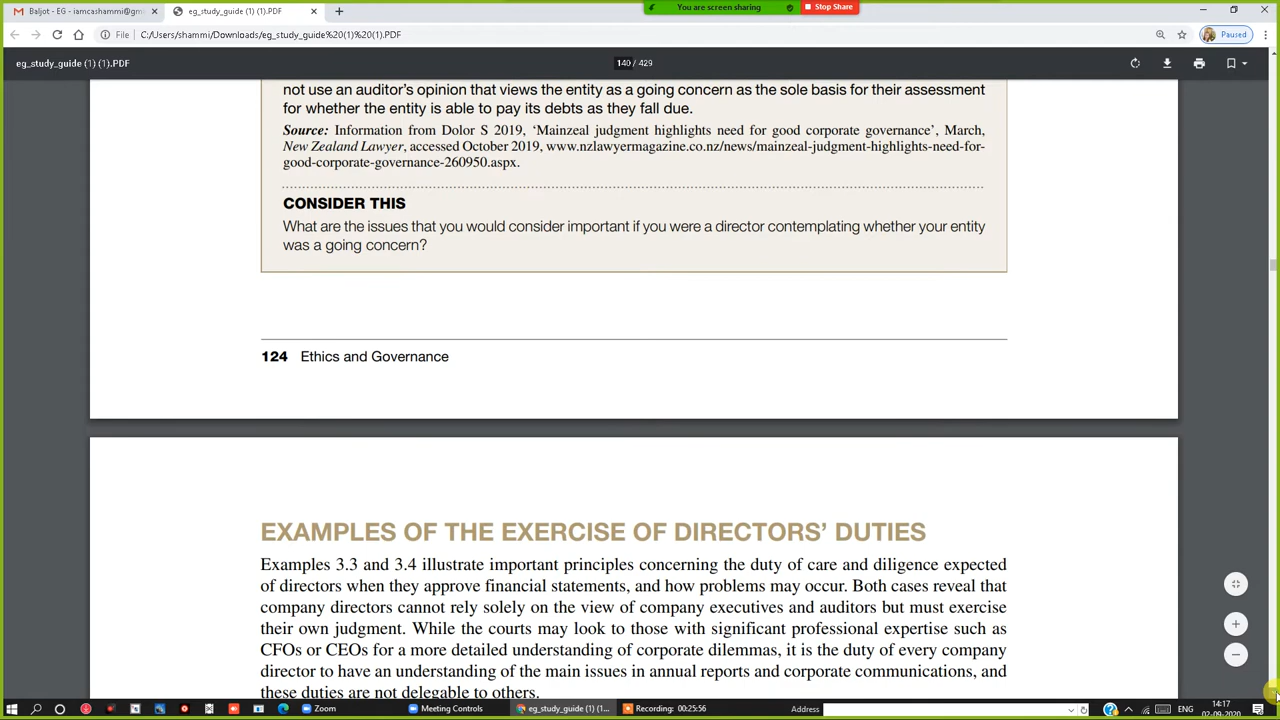 Baljot - EG - iamcashammi@gm
eg_study_guide (1) (1).PDF
You are screen sharing
Stop Share
File
C:/Users/shammi/Downloads/eg_study_guide%20(1)%20(1).PDF
Paused
eg_study_guide (1) (1).PDF
140 / 429
not use an auditor's opinion that views the entity as a going concern as the sole basis for their assessment
for whether the entity is able to pay its debts as they fall due.
Source: Information from Dolor S 2019, 'Mainzeal judgment highlights need for good corporate governance', March,
New Zealand Lawyer, accessed October 2019, www.nzlawyermagazine.co.nz/news/mainzeal-judgment-highlights-need-for-
good-corporate-governance-260950.aspx.
CONSIDER THIS
What are the issues that you would consider important if you were a director contemplating whether your entity
was a going concern?
124 Ethics and Governance
EXAMPLES OF THE EXERCISE OF DIRECTORS' DUTIES
Examples 3.3 and 3.4 illustrate important principles concerning the duty of care and diligence expected
of directors when they approve financial statements, and how problems may occur. Both cases reveal that
company directors cannot rely solely on the view of company executives and auditors but must exercise
their own judgment. While the courts may look to those with significant professional expertise such as
CFOs or CEOs for a more detailed understanding of corporate dilemmas, it is the duty of every company
director to have an understanding of the main issues in annual reports and corporate communications, and
these duties are not delegable to others.
Zoom
Meeting Controls
eg_study_guide (1) (1...
Recording: 00:25:56
Address
ENG
14:17
02-09-2020